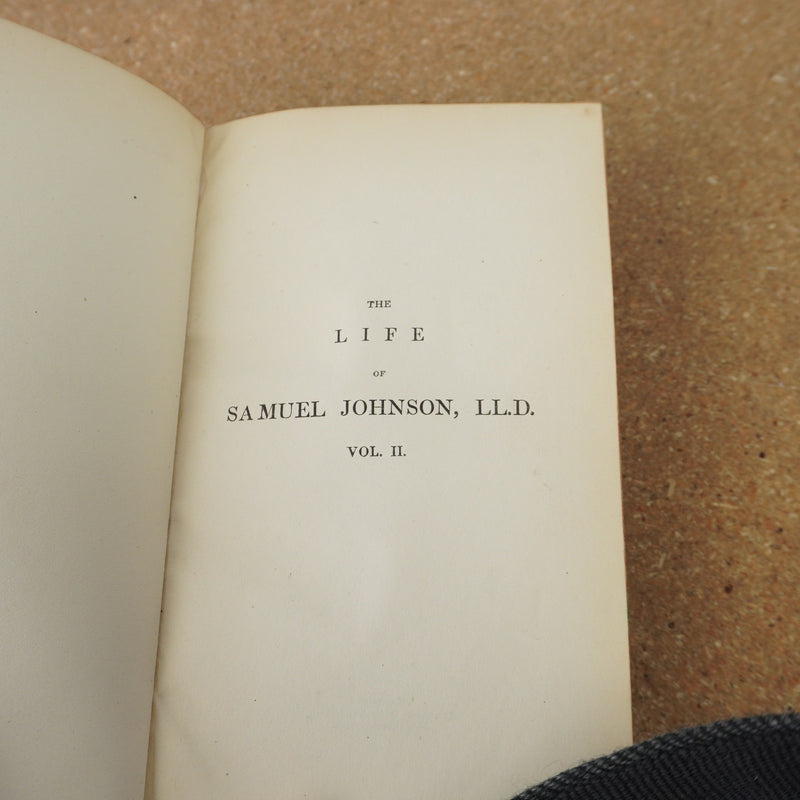 THE
LIFE
OF
SAMUEL JOHNSON, LL.D.
VOL. II.